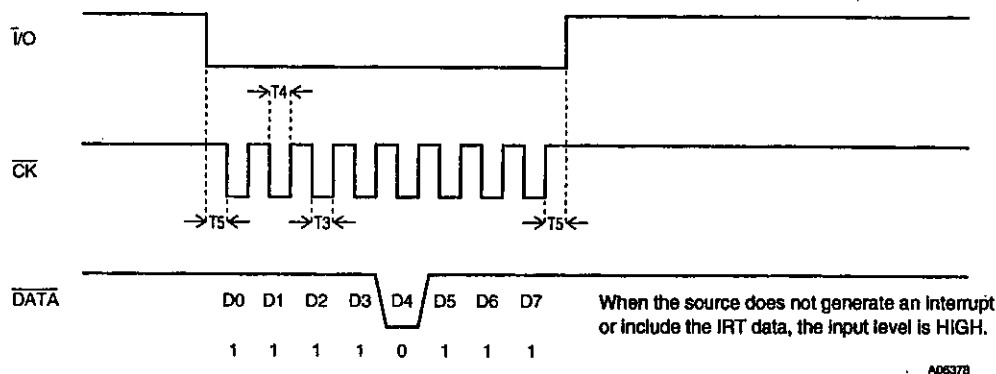 I/O
T4
CK
T5
T3
T5
DATA
D0 D1 D2 D3 D4 D5 D6 D7
1 1 1 1 0 1 1 1
When the source does not generate an interrupt
or include the IRT data, the input level is HIGH.
A06378